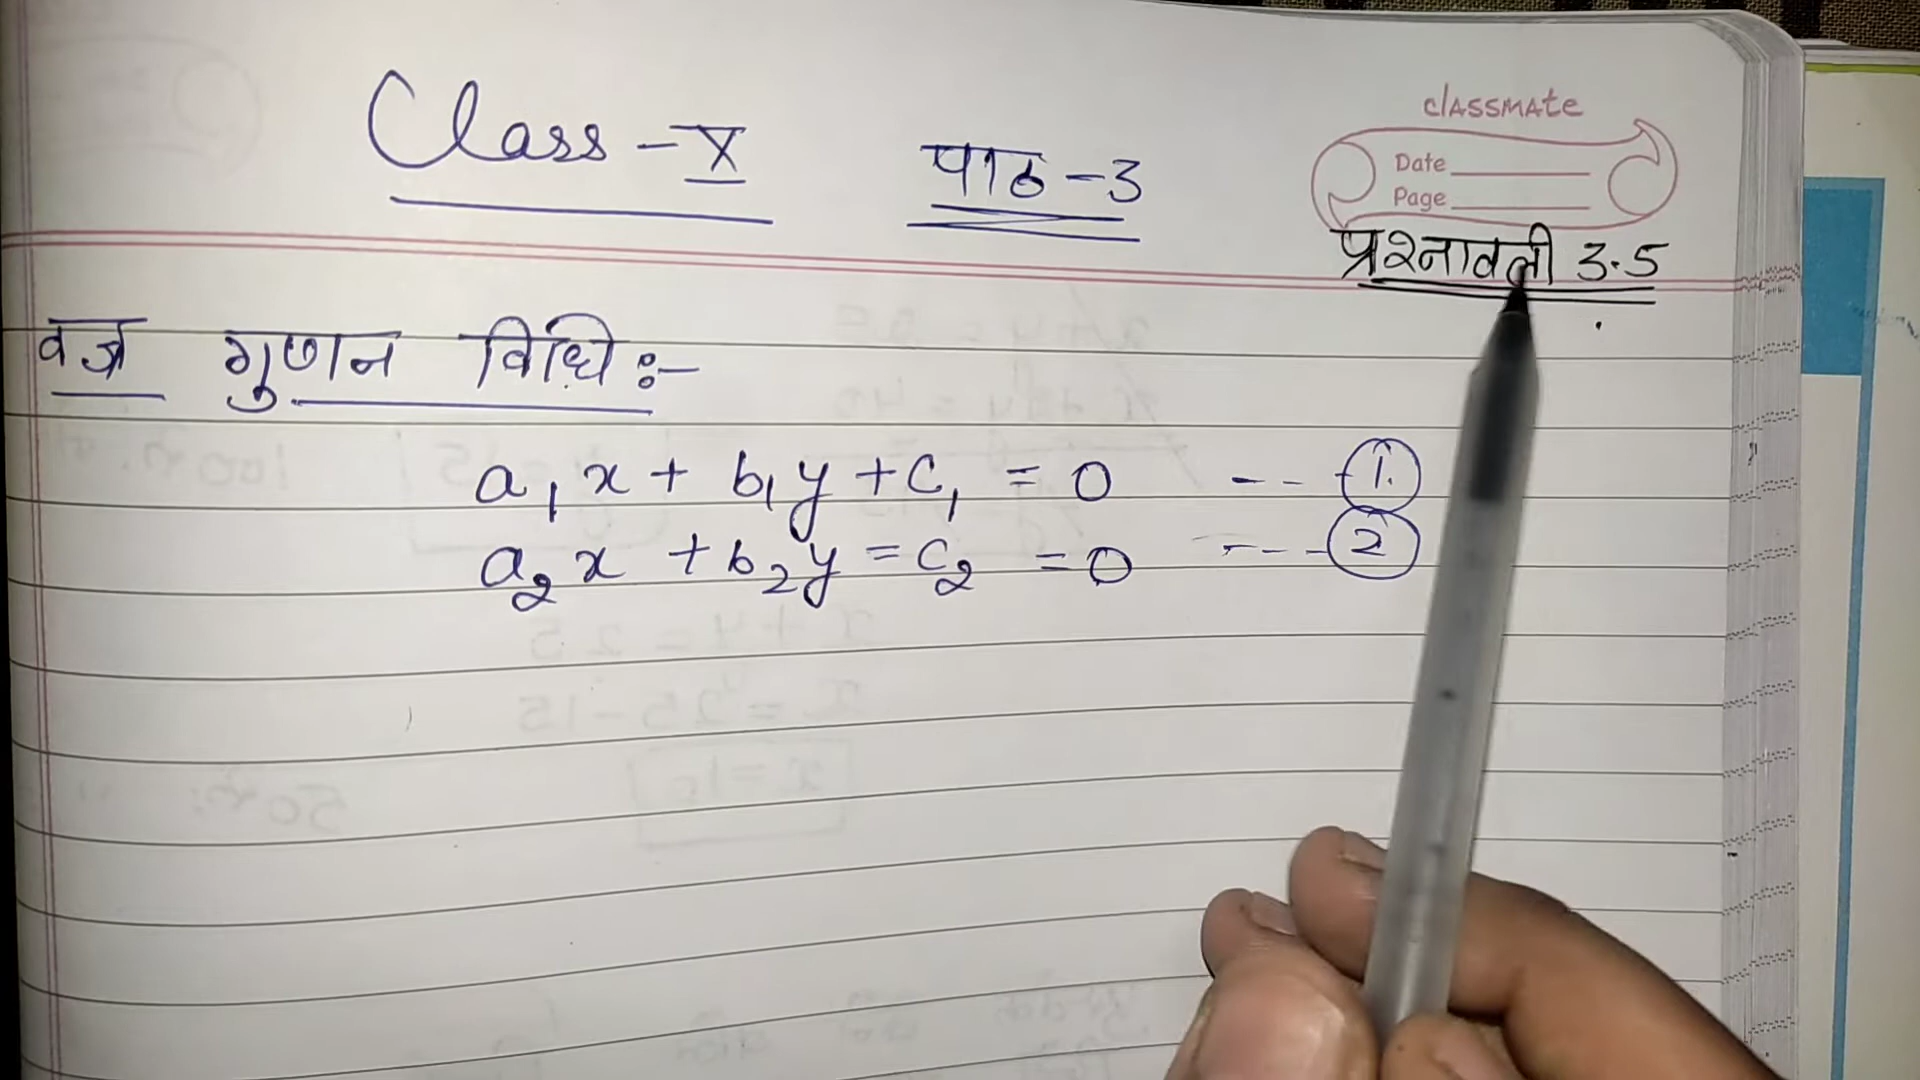 Class - X पाठ - 3
classmate
Date
Page
प्रश्नावली 3.5
वज्र गुणन विधि :-
a₁x + b₁y + c₁ = 0 --- 1.
a₂x + b₂y = c₂ = 0 --- 2